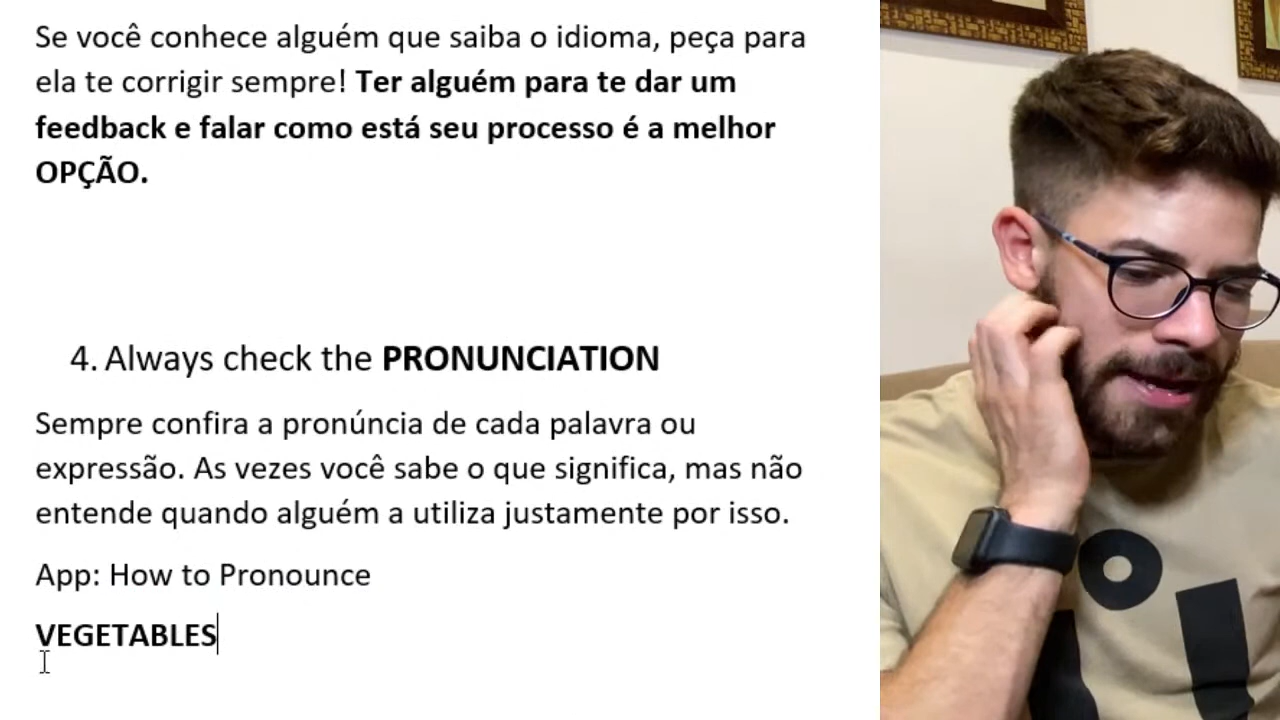 Se você conhece alguém que saiba o idioma, peça para
ela te corrigir sempre! Ter alguém para te dar um
feedback e falar como está seu processo é a melhor
OPÇÃO.
4. Always check the PRONUNCIATION
Sempre confira a pronúncia de cada palavra ou
expressão. As vezes você sabe o que significa, mas não
entende quando alguém a utiliza justamente por isso.
App: How to Pronounce
VEGETABLES